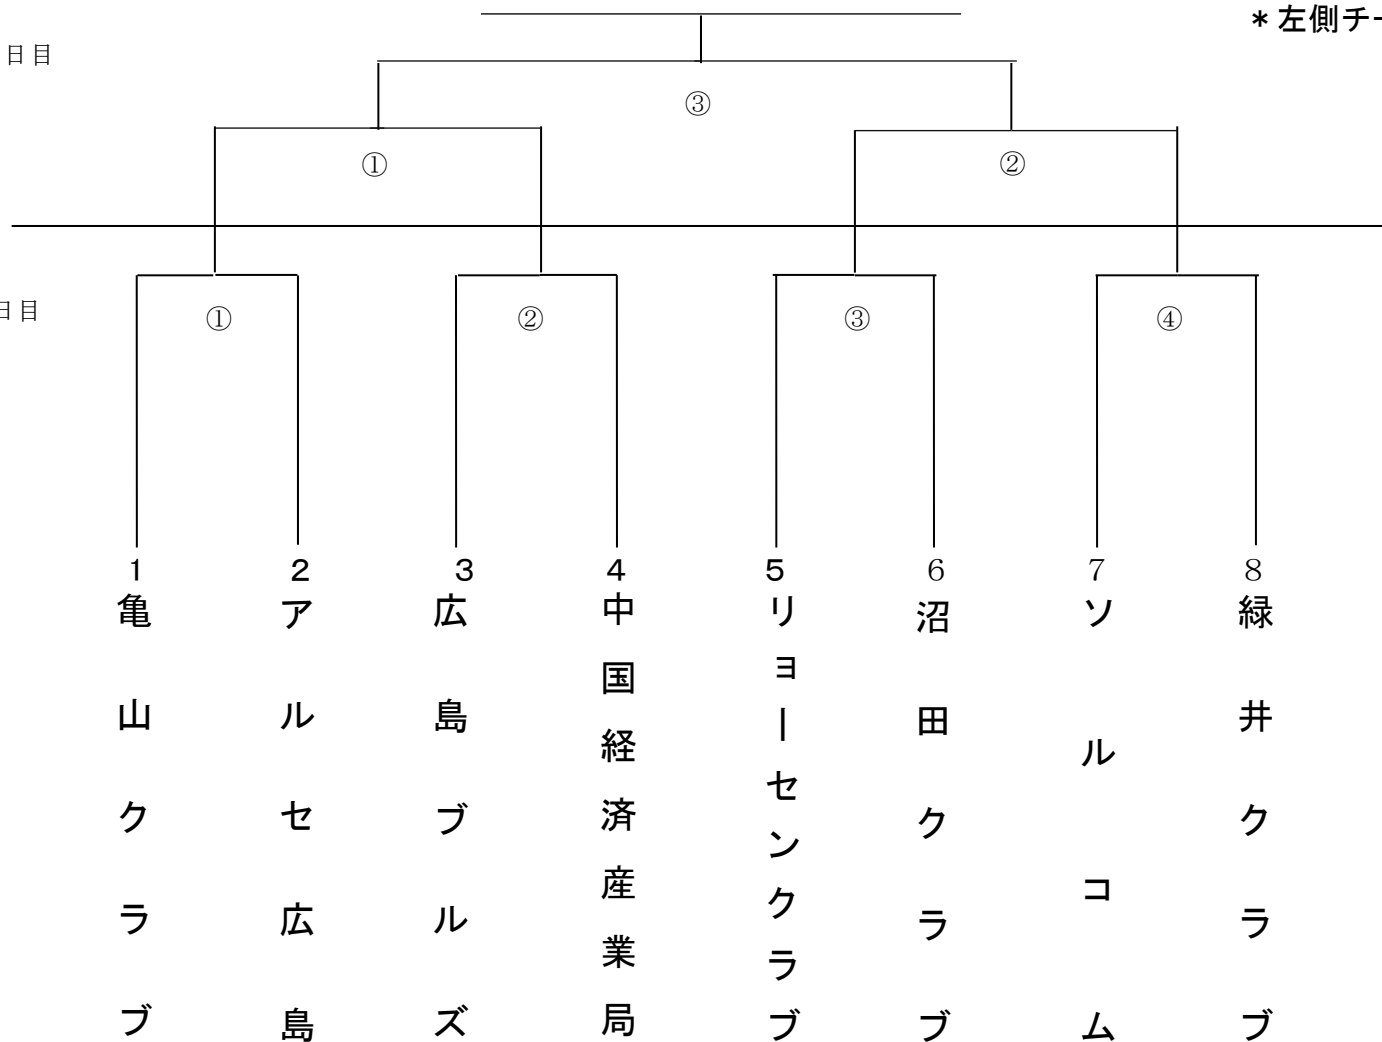 *左側チー
日目
③
①
②
日目
①
②
③
④
1
2
3
4
5
6
7
8
亀山クラブ
アルセ広島
広島ブルズ
中国経済産業局
リョーセンクラブ
沼田クラブ
ソルコム
緑井クラブ